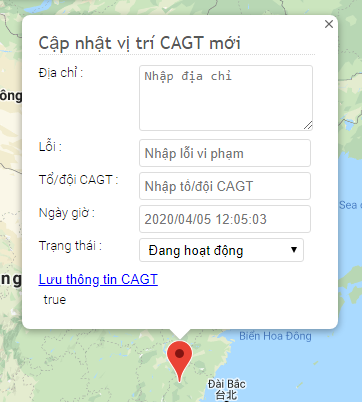 Cập nhật vị trí CAGT mới
×
Địa chỉ :
Nhập địa chỉ
ông
Lỗi :
Nhập lỗi vi phạm
Tổ/đội CAGT :
Nhập tổ/đội CAGT
Ngày giờ :
2020/04/05 12:05:03
Sea o
Trạng thái :
Đang hoạt động
ng
Lưu thông tin CAGT
true
Biển Hoa Đông
Đài Bắc
台北